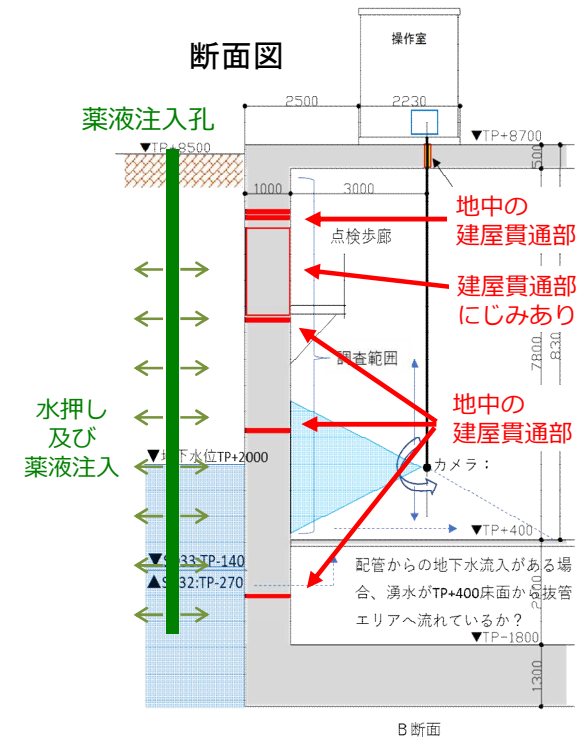 操作室
断面図
2500
2230
薬液注入孔
▼TP+8500
▼TP+8700
500
1000
3000
地中の
建屋貫通部
点検歩廊
建屋貫通部
にじみあり
調査範囲
7800
830
水押し
及び
薬液注入
地中の
建屋貫通部
▼地下水位TP+2000
カメラ：
▼TP+400
▼SD33:TP-140
▲SD32:TP-270
配管からの地下水流入がある場
合、湧水がTP+400床面から抜管
エリアへ流れているか？
▼TP-1800
1300
B断面